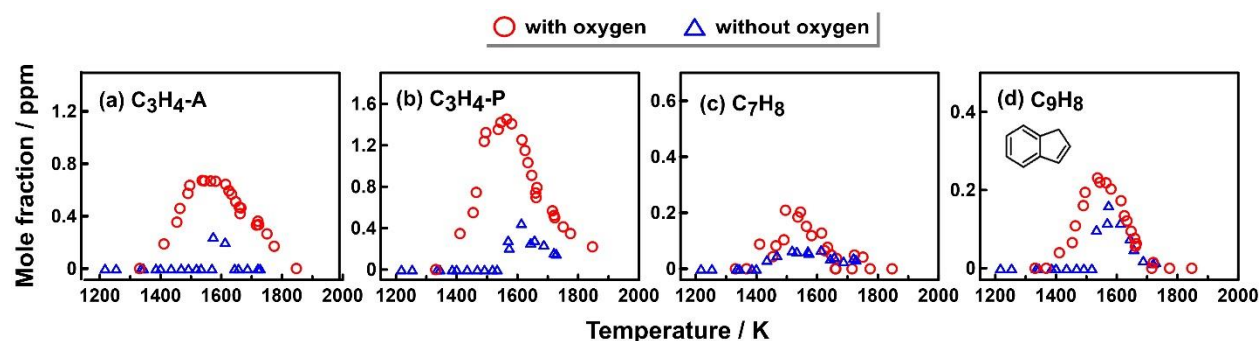 with oxygen without oxygen
Mole fraction / ppm
(a) C₃H₄-A
1.2
0.8
0.4
0
1200 1400 1600 1800 2000
(b) C₃H₄-P
1.6
1.2
0.8
0.4
0.0
1200 1400 1600 1800 2000
(c) C₇H₈
0.6
0.4
0.2
0.0
1200 1400 1600 1800 2000
(d) C₉H₈
0.4
0.2
0.0
1200 1400 1600 1800 2000
Temperature / K